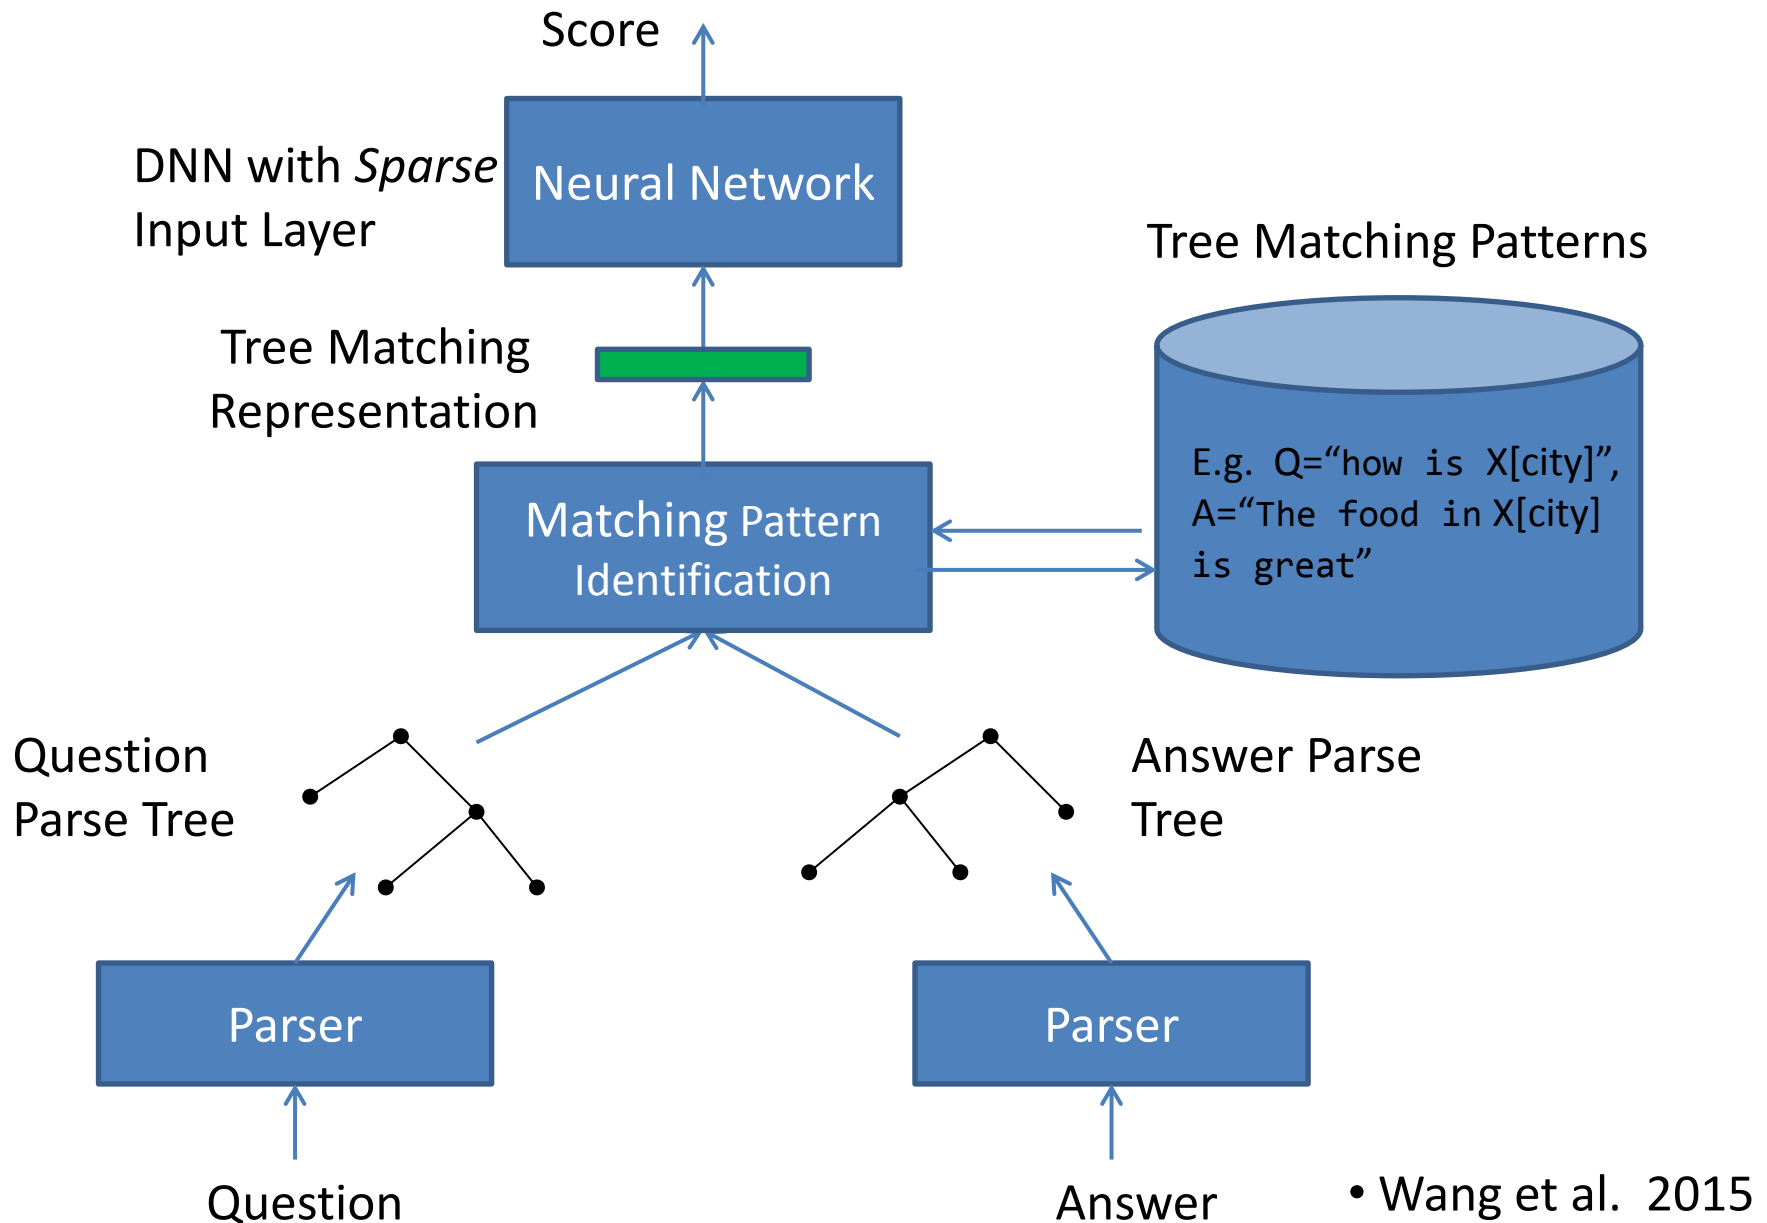 Score
DNN with Sparse
Input Layer
Neural Network
Tree Matching Patterns
Tree Matching
Representation
E.g. Q=“how is X[city]”,
A=“The food in X[city]
is great”
Matching Pattern
Identification
Question
Parse Tree
Answer Parse
Tree
Parser
Parser
Question
Answer
• Wang et al. 2015